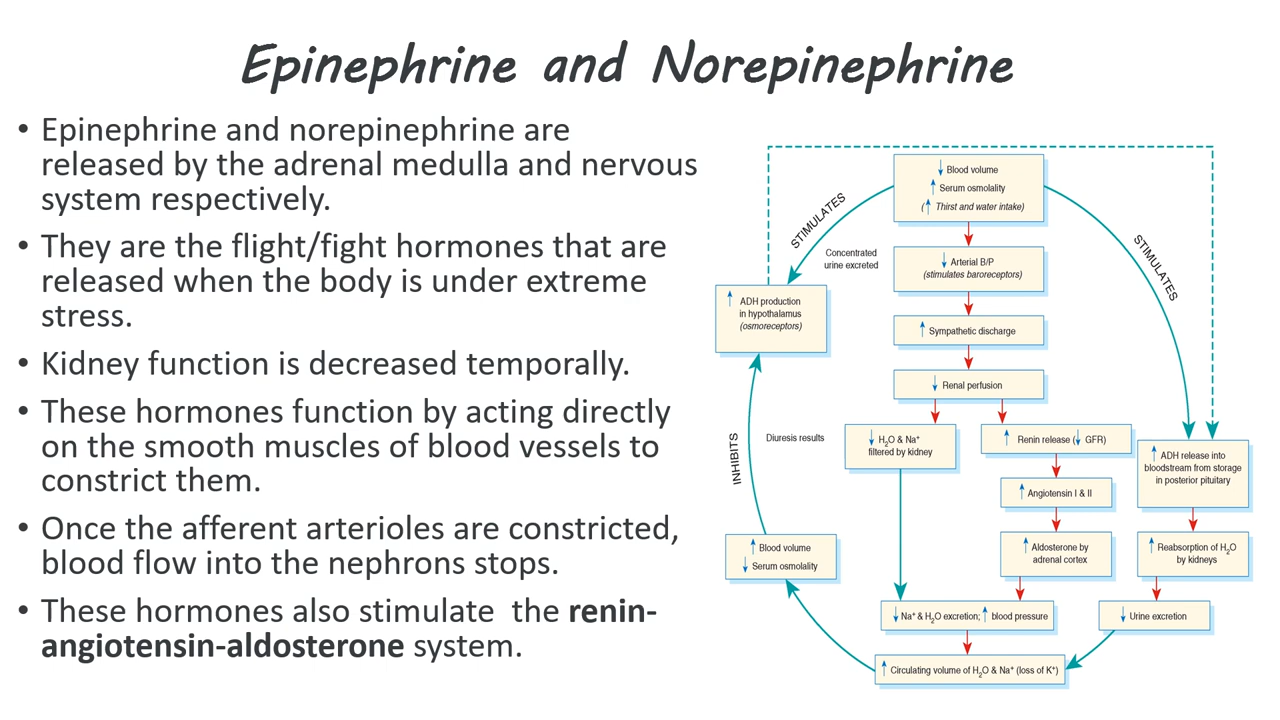 Epinephrine and Norepinephrine
• Epinephrine and norepinephrine are
released by the adrenal medulla and nervous
system respectively.
• They are the flight/fight hormones that are
released when the body is under extreme
stress.
• Kidney function is decreased temporally.
• These hormones function by acting directly
on the smooth muscles of blood vessels to
constrict them.
• Once the afferent arterioles are constricted,
blood flow into the nephrons stops.
• These hormones also stimulate the renin-
angiotensin-aldosterone system.
↓ Blood volume
↑ Serum osmolality
(↑ Thirst and water intake)
STIMULATES
STIMULATES
Concentrated
urine excreted
↓ Arterial B/P
(stimulates baroreceptors)
↑ ADH production
in hypothalamus
(osmoreceptors)
↑ Sympathetic discharge
↓ Renal perfusion
INHIBITS
Diuresis results
↓ H₂O & Na⁺
filtered by kidney
↑ Renin release (↓ GFR)
↑ ADH release into
bloodstream from storage
in posterior pituitary
↑ Angiotensin I & II
↑ Blood volume
↓ Serum osmolality
↑ Aldosterone by
adrenal cortex
↑ Reabsorption of H₂O
by kidneys
↓ Na⁺ & H₂O excretion; ↑ blood pressure
↓ Urine excretion
↑ Circulating volume of H₂O & Na⁺ (loss of K⁺)